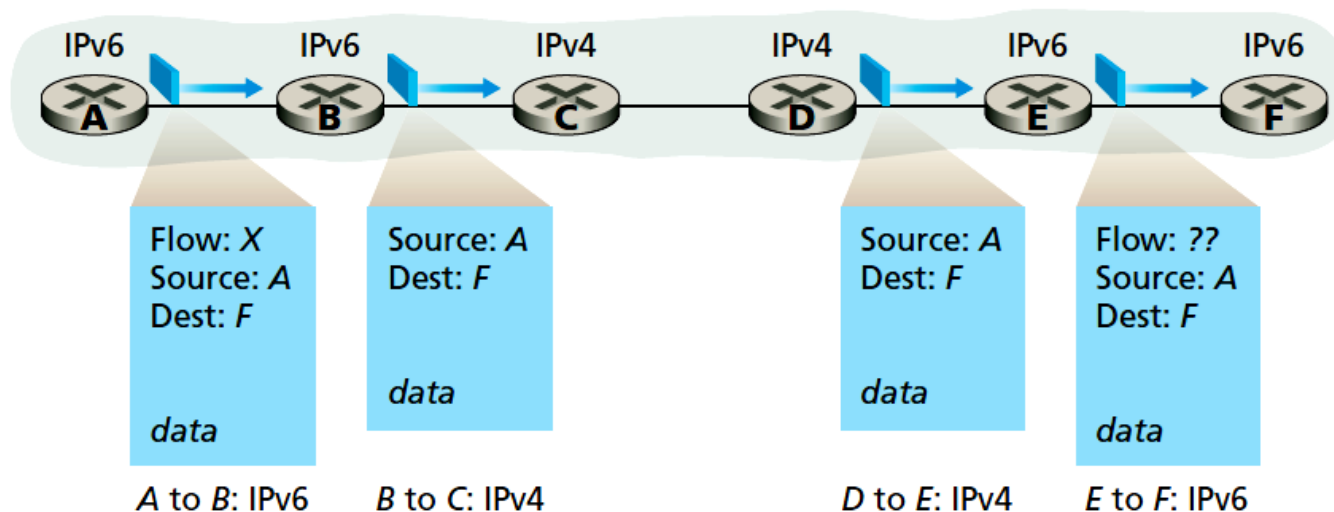 IPv6 IPv6 IPv4 IPv4 IPv6 IPv6
A B C D E F
Flow: X
Source: A
Dest: F
data
Source: A
Dest: F
data
Source: A
Dest: F
data
Flow: ??
Source: A
Dest: F
data
A to B: IPv6 B to C: IPv4 D to E: IPv4 E to F: IPv6